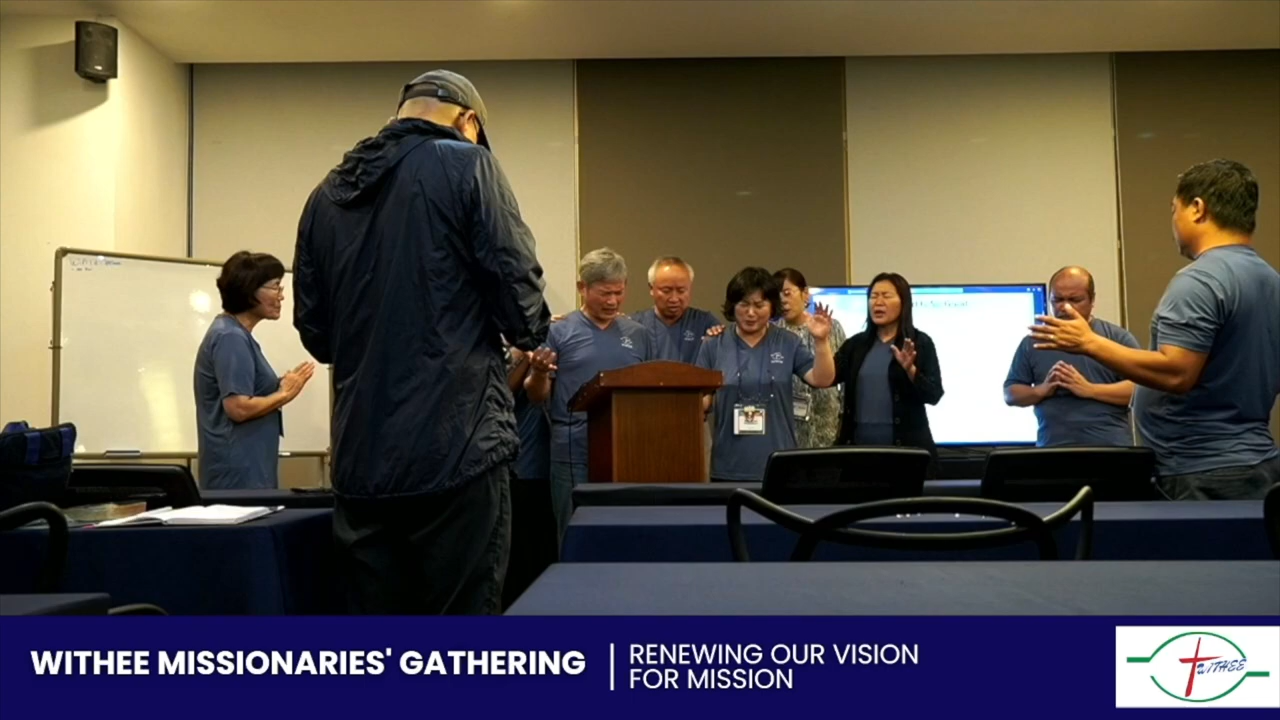 WITHEE MISSIONARIES' GATHERING
RENEWING OUR VISION
FOR MISSION
WITHEE